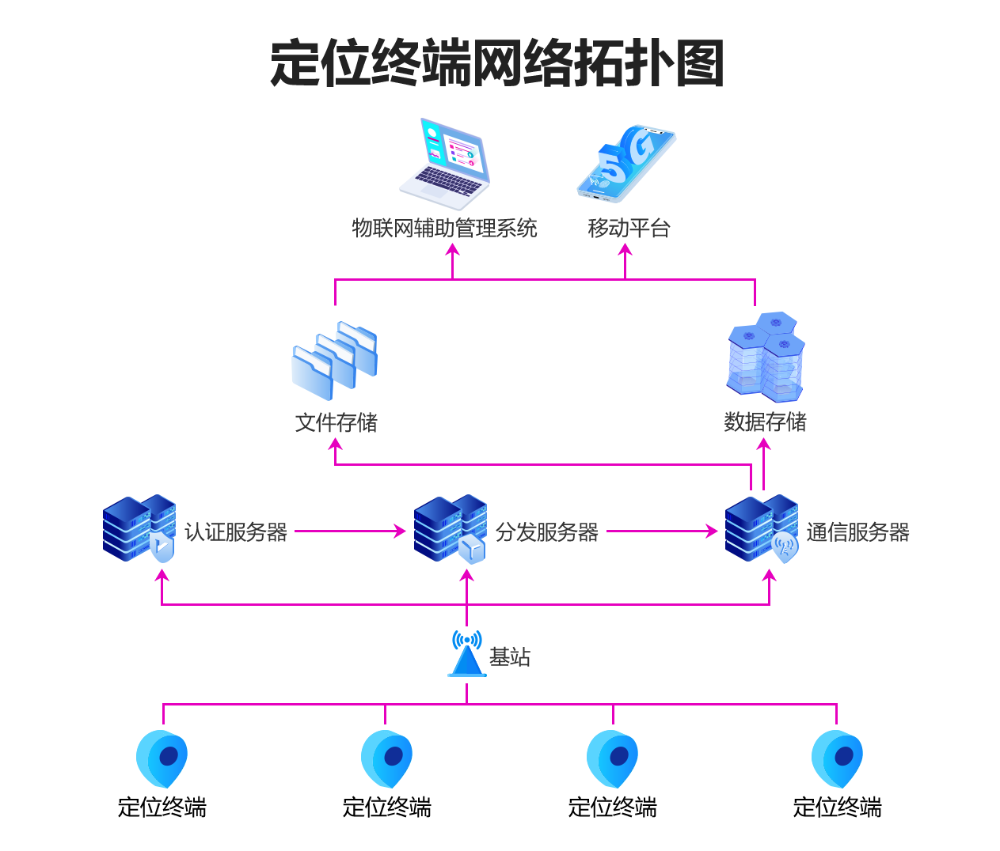 定位终端网络拓扑图
5G
物联网辅助管理系统
移动平台
文件存储
数据存储
认证服务器
分发服务器
通信服务器
基站
定位终端
定位终端
定位终端
定位终端